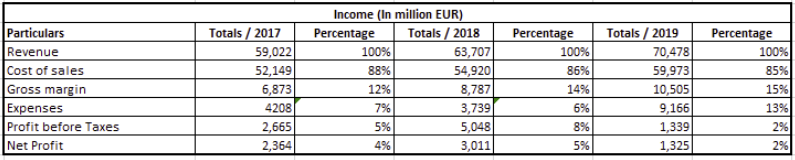 Income (In million EUR)
Particulars Totals / 2017 Percentage Totals / 2018 Percentage Totals / 2019 Percentage
Revenue 59,022 100% 63,707 100% 70,478 100%
Cost of sales 52,149 88% 54,920 86% 59,973 85%
Gross margin 6,873 12% 8,787 14% 10,505 15%
Expenses 4208 7% 3,739 6% 9,166 13%
Profit before Taxes 2,665 5% 5,048 8% 1,339 2%
Net Profit 2,364 4% 3,011 5% 1,325 2%